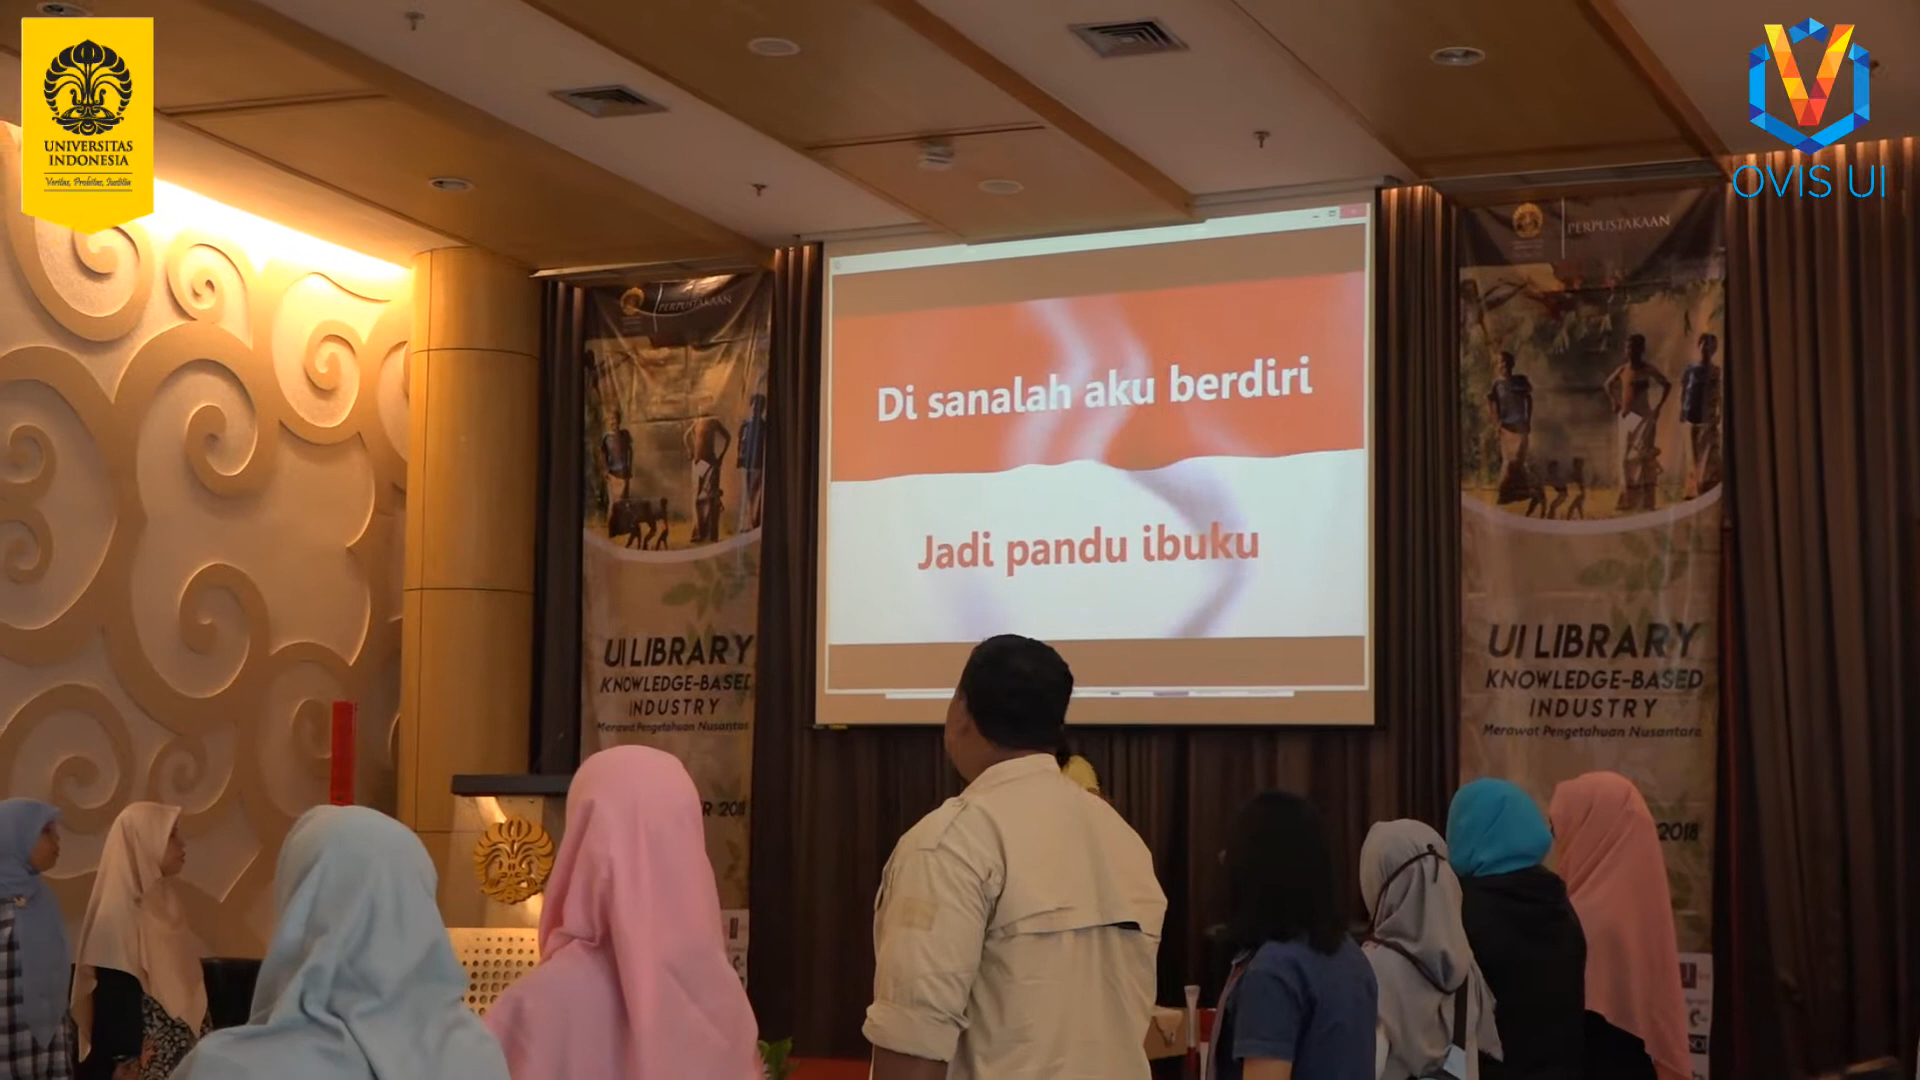 UNIVERSITAS
INDONESIA
Veritas, Probitas, Iustitia
OVIS UI
PERPUSTAKAAN
UI LIBRARY
KNOWLEDGE-BASED
INDUSTRY
Merawat Pengetahuan Nusantara
2018
Di sanalah aku berdiri
Jadi pandu ibuku
PERPUSTAKAAN
UI LIBRARY
KNOWLEDGE-BASED
INDUSTRY
Merawat Pengetahuan Nusantara
2018